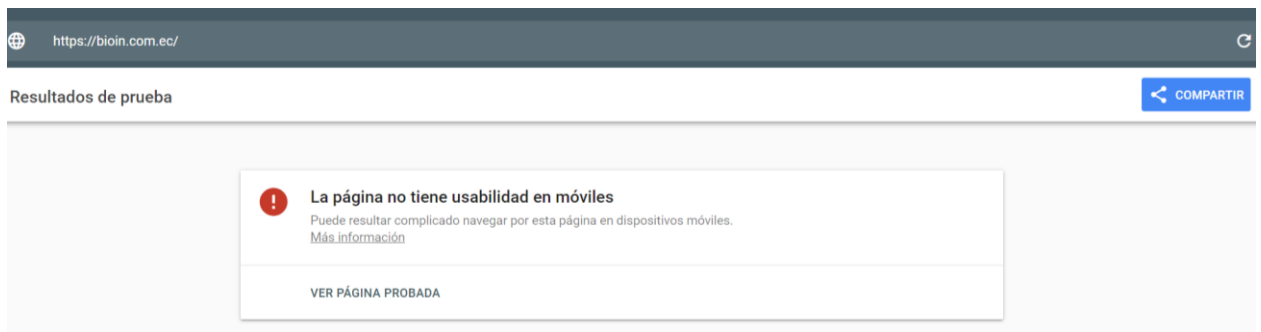 https://bioin.com.ec/
Resultados de prueba
COMPARTIR
La página no tiene usabilidad en móviles
Puede resultar complicado navegar por esta página en dispositivos móviles.
Más información
VER PÁGINA PROBADA